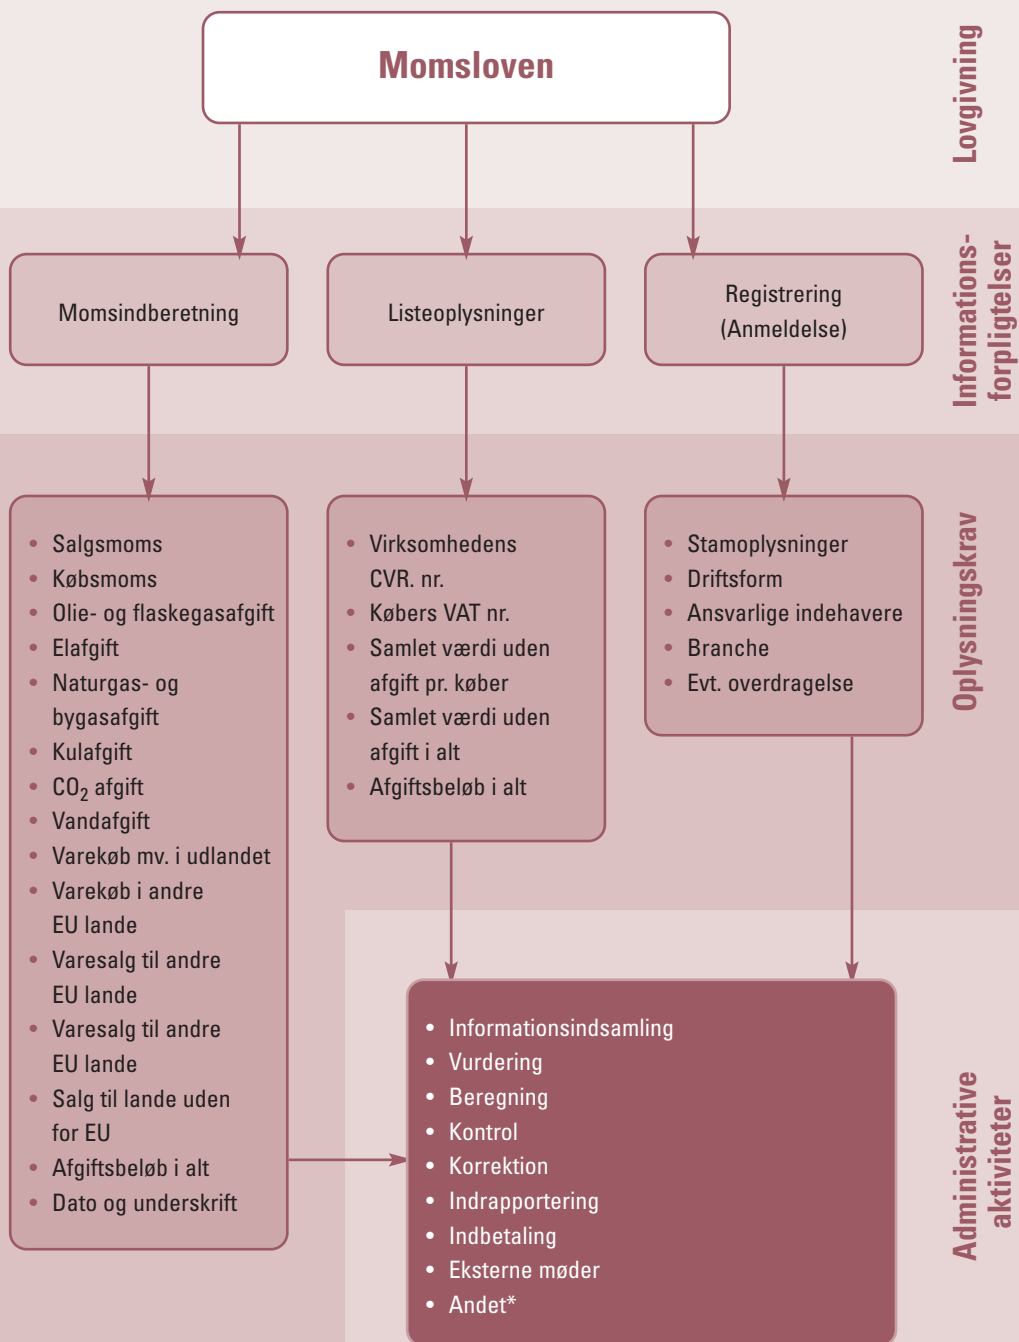 Momsloven
Lovgivning
Momsindberetning
Listeoplysninger
Registrering
(Anmeldelse)
Informations-
forpligtelser
• Salgsmoms
• Købsmoms
• Olie- og flaskegasafgift
• Elafgift
• Naturgas- og
bygasafgift
• Kulafgift
• CO₂ afgift
• Vandafgift
• Varekøb mv. i udlandet
• Varekøb i andre
EU lande
• Varesalg til andre
EU lande
• Varesalg til andre
EU lande
• Salg til lande uden
for EU
• Afgiftsbeløb i alt
• Dato og underskrift
• Virksomhedens
CVR. nr.
• Købers VAT nr.
• Samlet værdi uden
afgift pr. køber
• Samlet værdi uden
afgift i alt
• Afgiftsbeløb i alt
• Stamoplysninger
• Driftsform
• Ansvarlige indehavere
• Branche
• Evt. overdragelse
Oplysningskrav
• Informationsindsamling
• Vurdering
• Beregning
• Kontrol
• Korrektion
• Indrapportering
• Indbetaling
• Eksterne møder
• Andet*
Administrative
aktiviteter